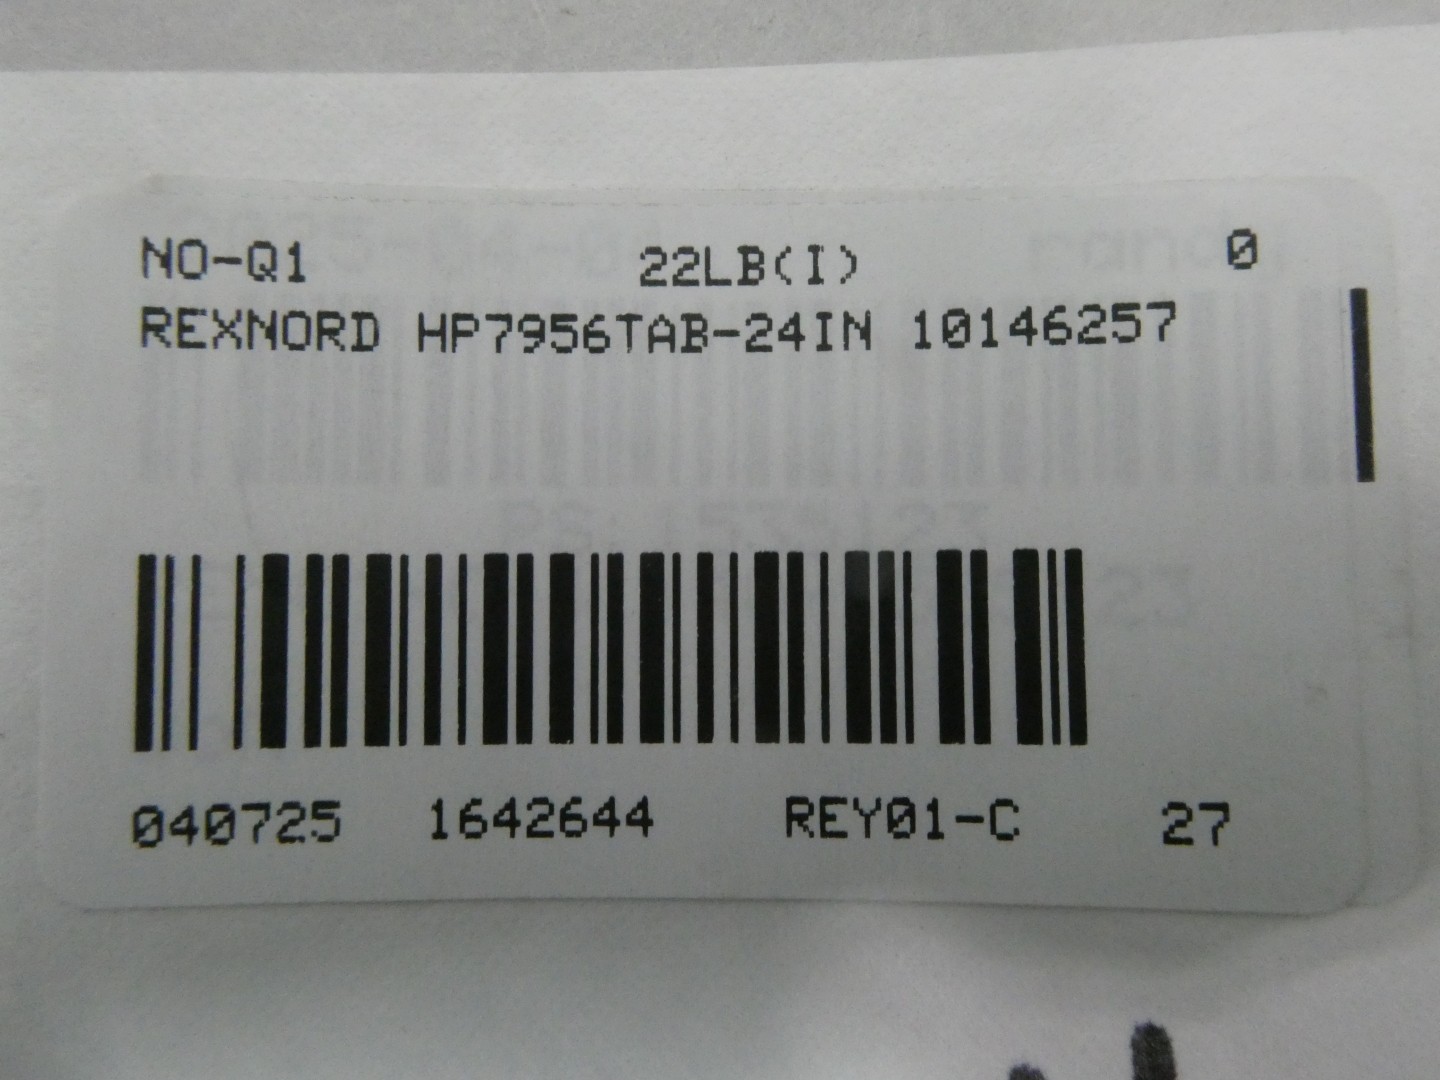 NO-Q1 22LB(I) 0
REXNORD HP7956TAB-24IN 10146257
040725 1642644 REY01-C 27